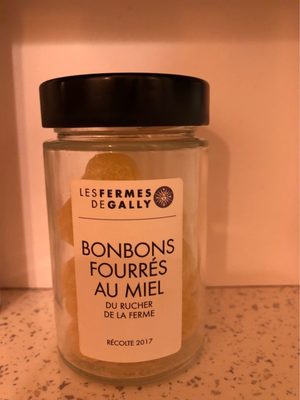 LES FERMES
DE GALLY
BONBONS
FOURRÉS
AU MIEL
DU RUCHER
DE LA FERME
RÉCOLTE 2017